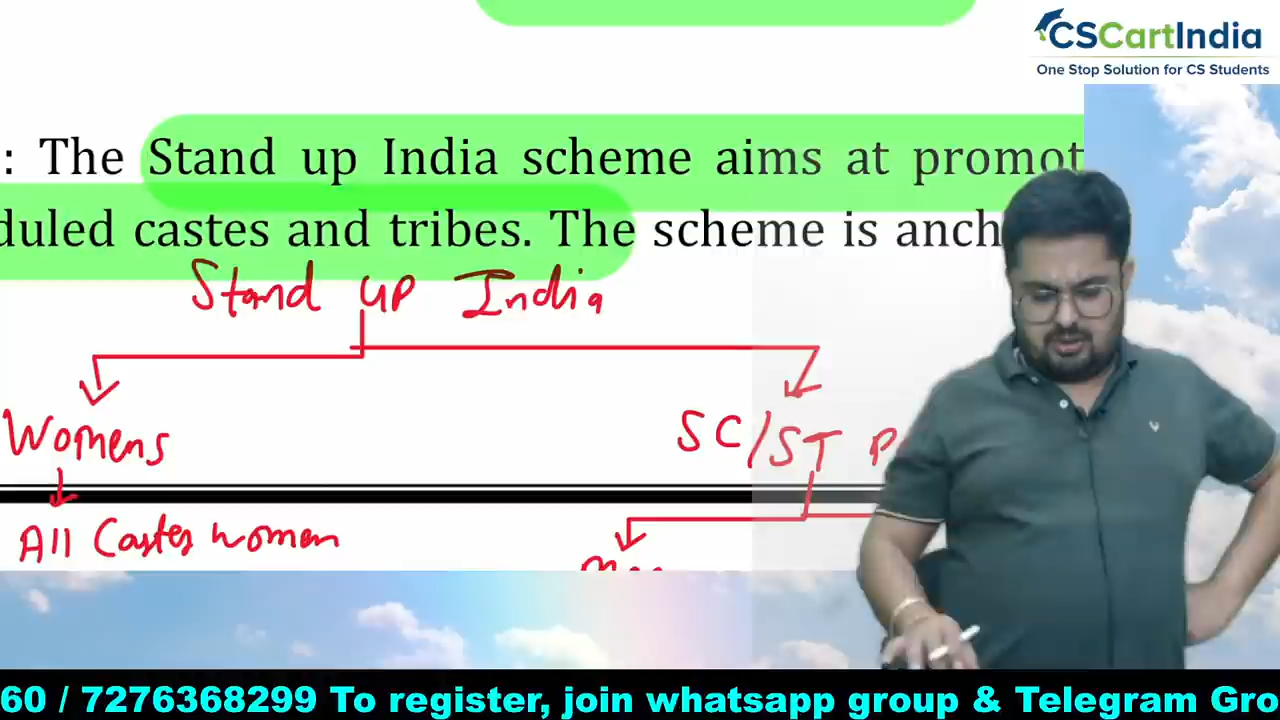 CSCartIndia
One Stop Solution for CS Students
: The Stand up India scheme aims at promot
duled castes and tribes. The scheme is anch
Stand up India
Womens
SC/ST P
All Castes women
60 / 7276368299 To register, join whatsapp group & Telegram Gro